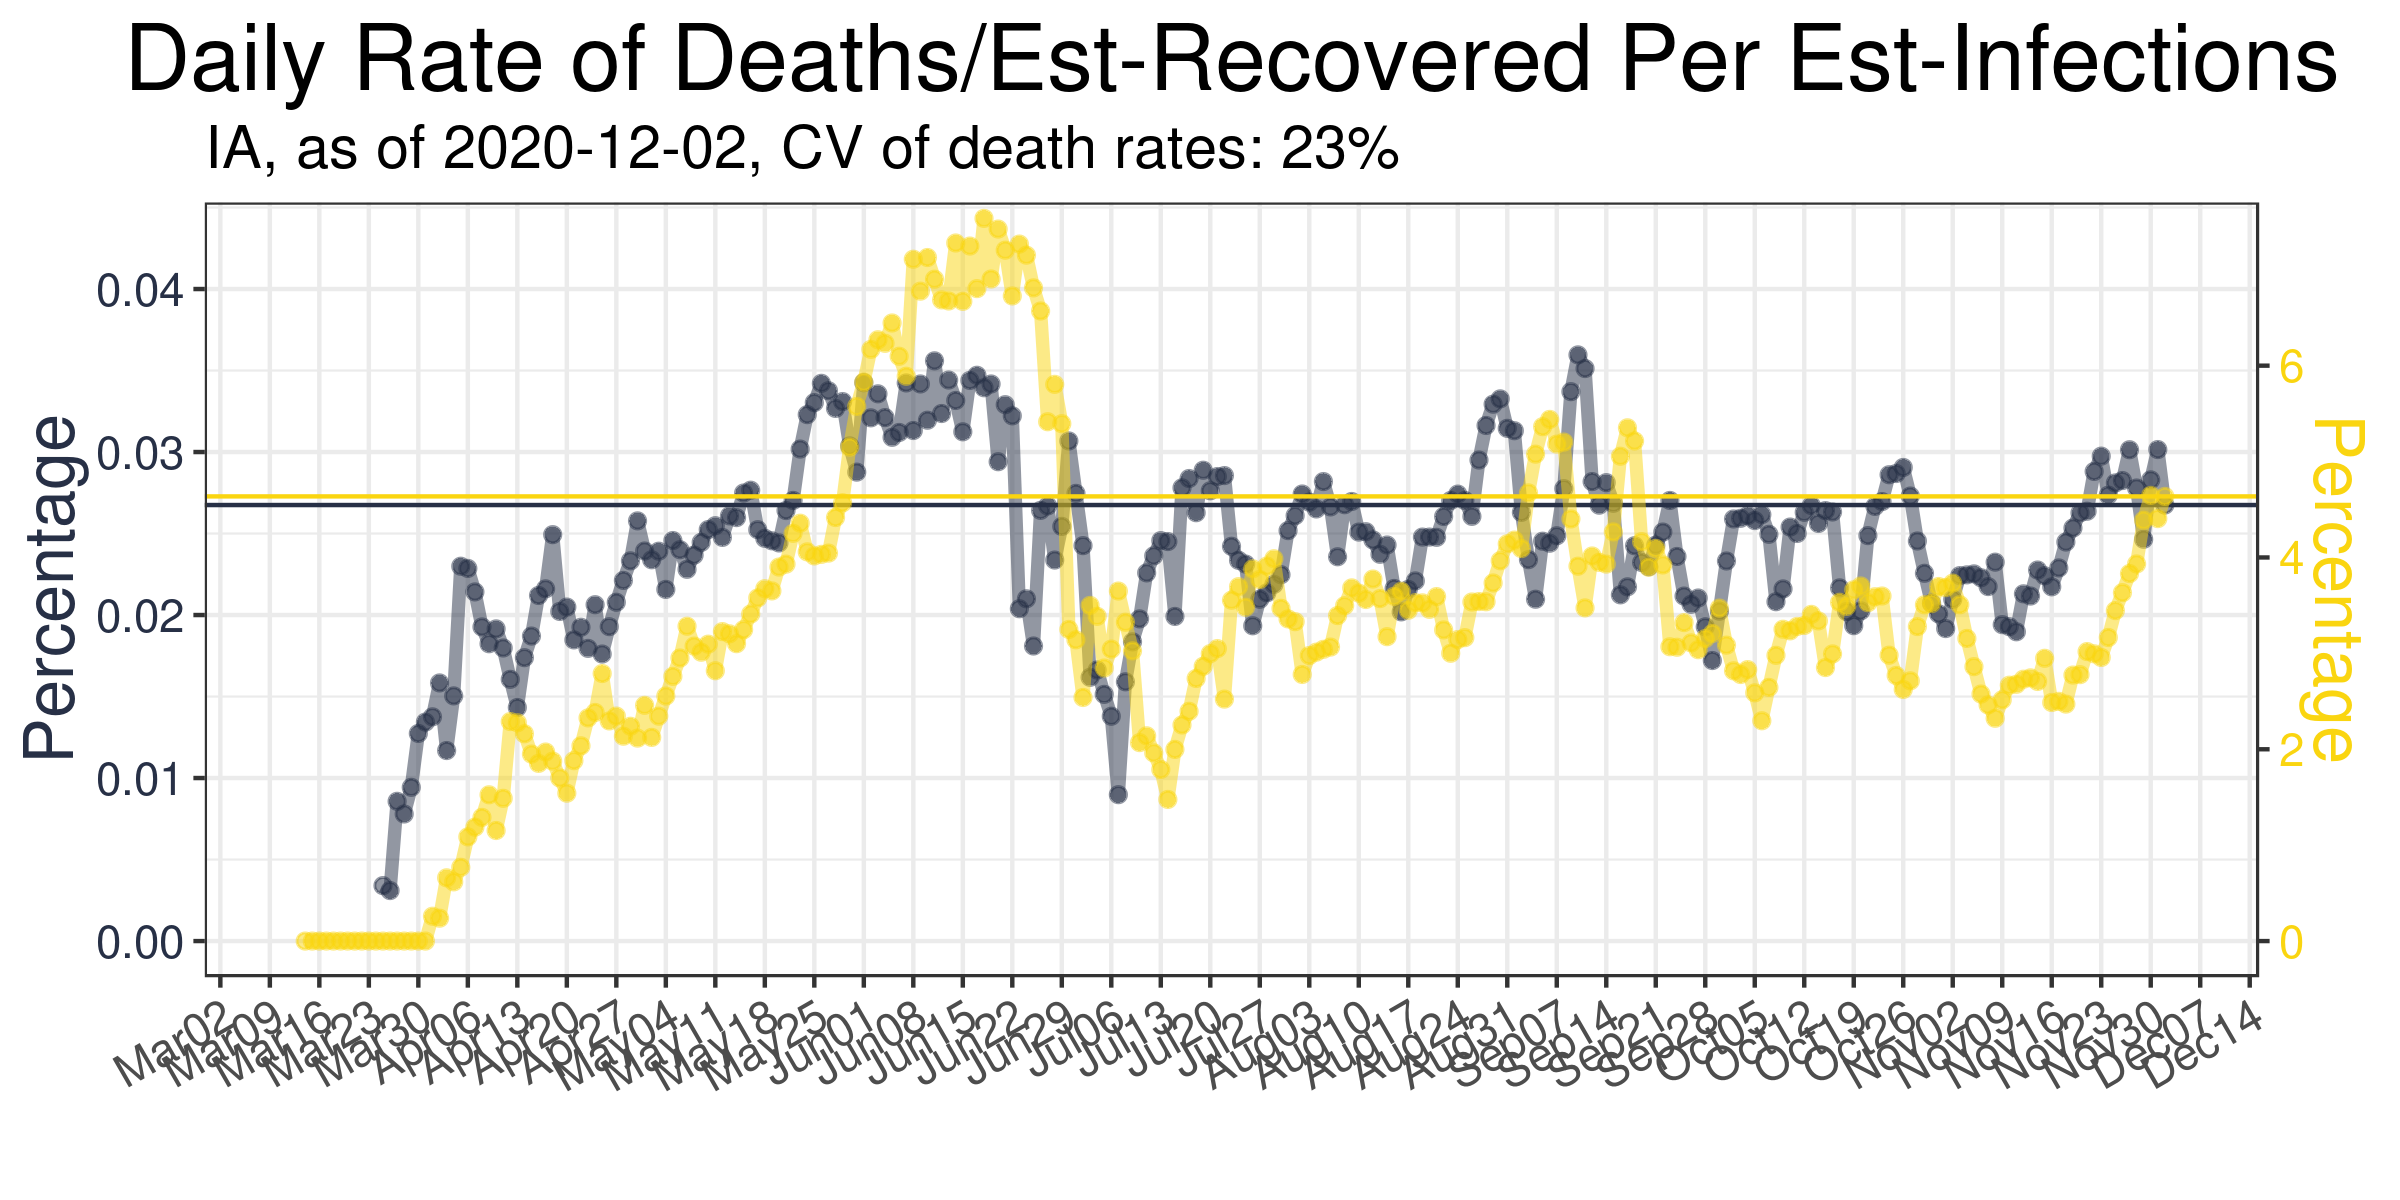 Daily Rate of Deaths/Est-Recovered Per Est-Infections
IA, as of 2020-12-02, CV of death rates: 23%
Percentage
0.04
0.03
0.02
0.01
0.00
6
4
2
0
Percentage
Mar02
Mar09
Mar16
Mar23
Mar30
Apr06
Apr13
Apr20
Apr27
May04
May11
May18
May25
Jun01
Jun08
Jun15
Jun22
Jun29
Jul06
Jul13
Jul20
Jul27
Aug03
Aug10
Aug17
Aug24
Aug31
Sep07
Sep14
Sep21
Sep28
Oct05
Oct12
Oct19
Oct26
Nov02
Nov09
Nov16
Nov23
Nov30
Dec07
Dec14